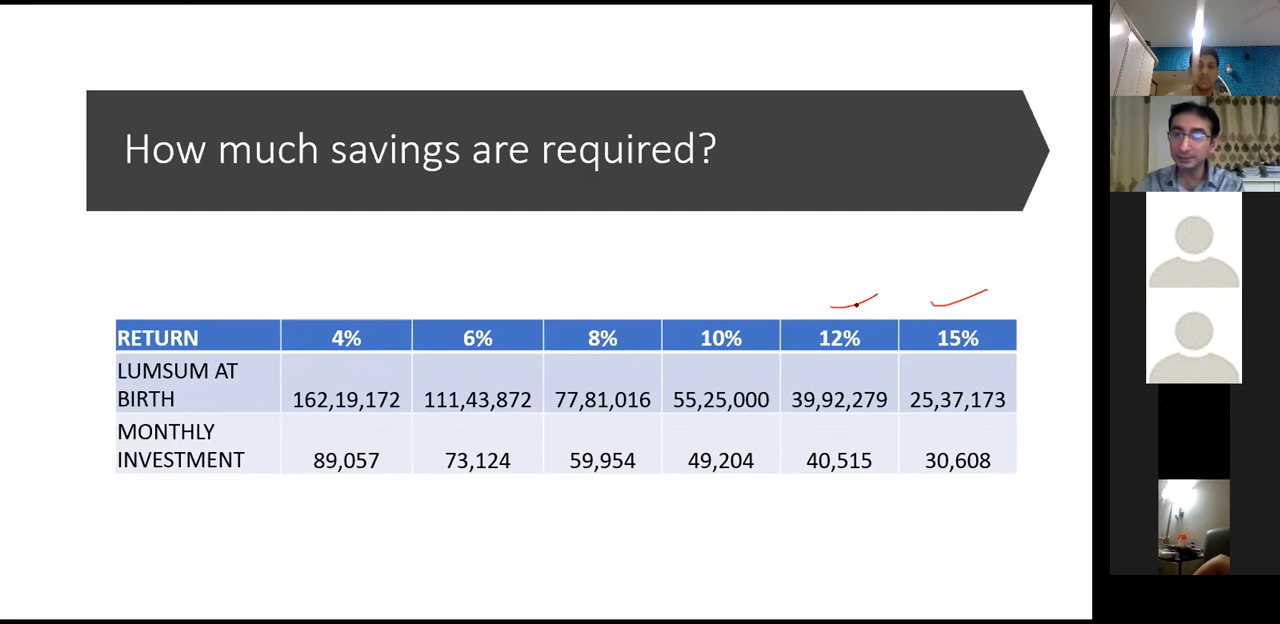 How much savings are required?
RETURN 4% 6% 8% 10% 12% 15%
LUMSUM AT
BIRTH 162,19,172 111,43,872 77,81,016 55,25,000 39,92,279 25,37,173
MONTHLY
INVESTMENT 89,057 73,124 59,954 49,204 40,515 30,608